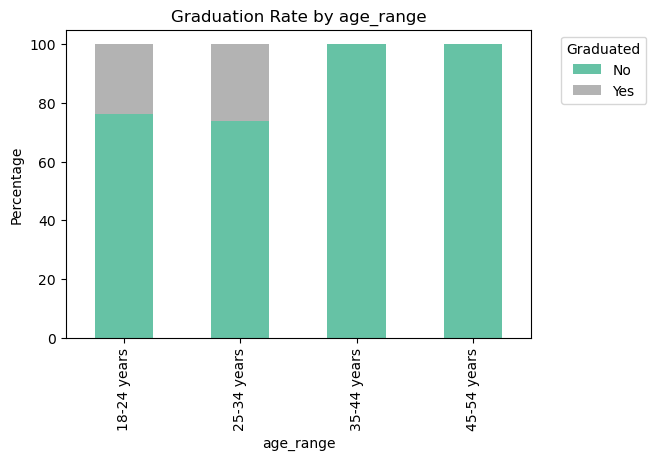 Graduation Rate by age_range
Graduated
No
Yes
Percentage
100
80
60
40
20
0
18-24 years
25-34 years
35-44 years
45-54 years
age_range